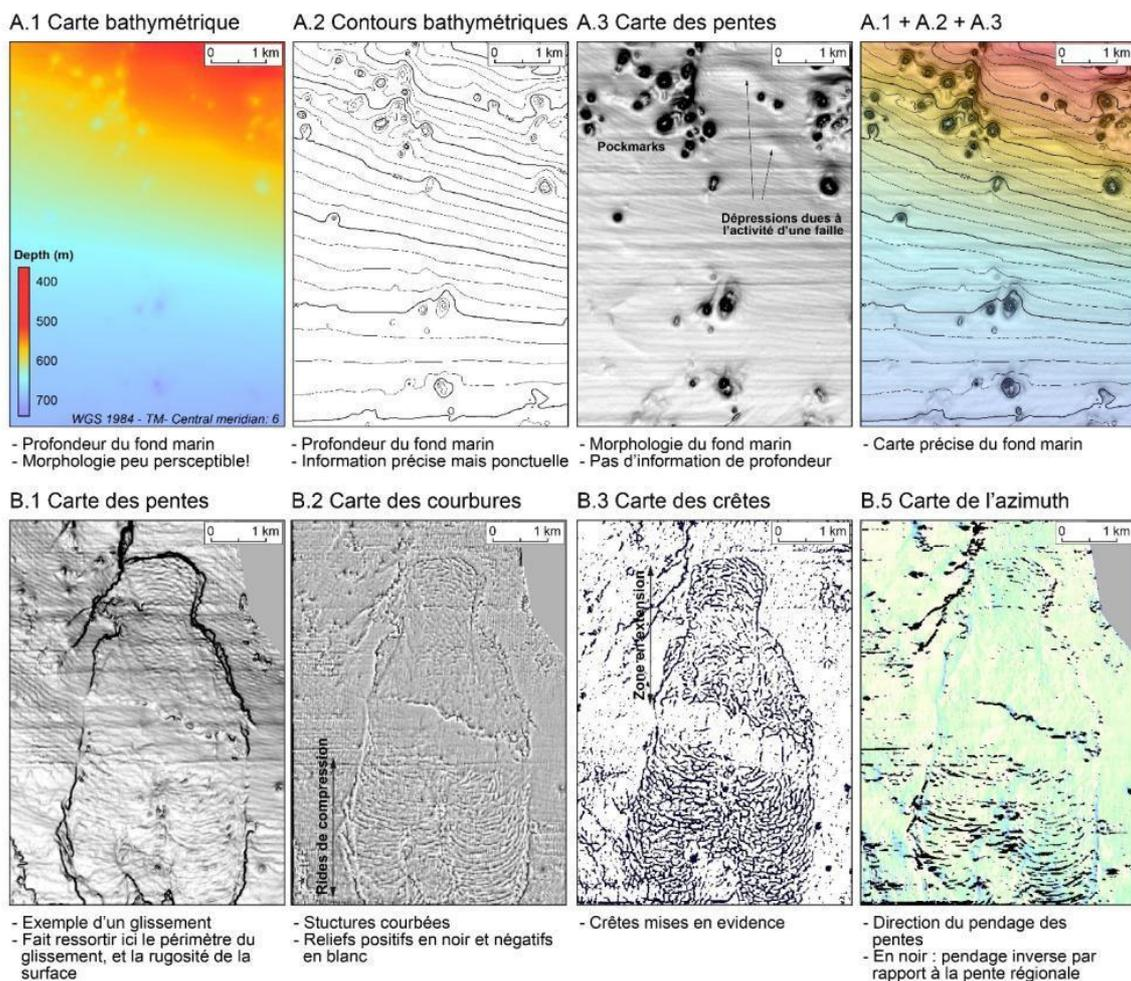 A.1 Carte bathymétrique
A.2 Contours bathymétriques
A.3 Carte des pentes
A.1 + A.2 + A.3
0 1 km
0 1 km
0 1 km
0 1 km
Pockmarks
Dépressions dues à
l'activité d'une faille
Depth (m)
400
500
600
700
WGS 1984 - TM- Central meridian: 6
- Profondeur du fond marin
- Morphologie peu persceptible!
- Profondeur du fond marin
- Information précise mais ponctuelle
- Morphologie du fond marin
- Pas d'information de profondeur
- Carte précise du fond marin
B.1 Carte des pentes
B.2 Carte des courbures
B.3 Carte des crêtes
B.5 Carte de l'azimuth
0 1 km
0 1 km
0 1 km
0 1 km
Rides de compression
Zone en extension
- Exemple d'un glissement
- Fait ressortir ici le périmètre du
glissement, et la rugosité de la
surface
- Stuctures courbées
- Reliefs positifs en noir et négatifs
en blanc
- Crêtes mises en evidence
- Direction du pendage des
pentes
- En noir : pendage inverse par
rapport à la pente régionale